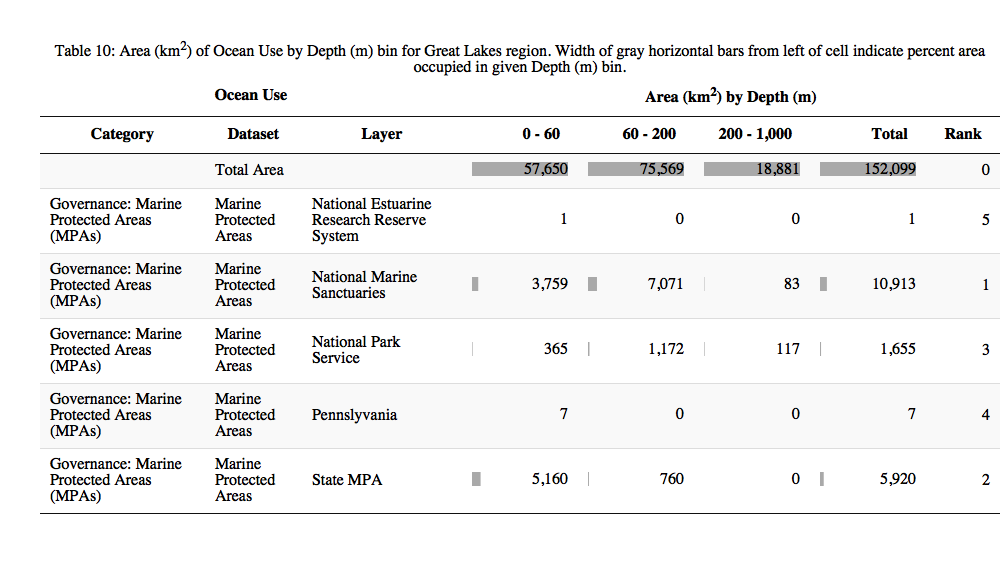 Table 10: Area (km2) of Ocean Use by Depth (m) bin for Great Lakes region. Width of gray horizontal bars from left of cell indicate percent area
occupied in given Depth (m) bin.
Ocean Use Area (km2) by Depth (m)
Category Dataset Layer 0 - 60 60 - 200 200 - 1,000 Total Rank
Total Area 57,650 75,569 18,881 152,099 0
Governance: Marine Marine National Estuarine
Protected Areas Protected Research Reserve 1 0 0 1 5
(MPAs) Areas System
Governance: Marine Marine National Marine
Protected Areas Protected Sanctuaries 3,759 7,071 83 10,913 1
(MPAs) Areas
Governance: Marine Marine National Park
Protected Areas Protected Service 365 1,172 117 1,655 3
(MPAs) Areas
Governance: Marine Marine
Protected Areas Protected Pennslyvania 7 0 0 7 4
(MPAs) Areas
Governance: Marine Marine
Protected Areas Protected State MPA 5,160 760 0 5,920 2
(MPAs) Areas